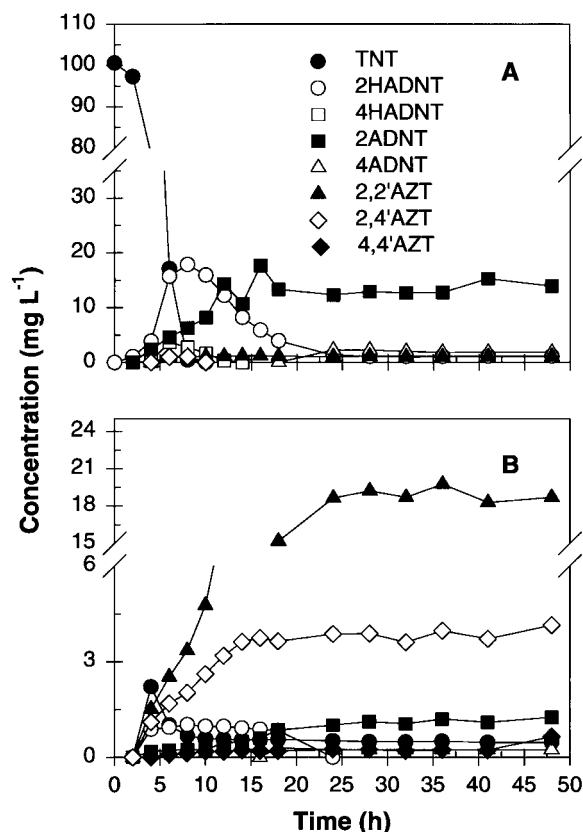 110
100
90
80
30
20
10
0
A
TNT
2HADNT
4HADNT
2ADNT
4ADNT
2,2'AZT
2,4'AZT
4,4'AZT
Concentration (mg L-1)
24
21
18
15
6
3
0
B
0 5 10 15 20 25 30 35 40 45 50
Time (h)